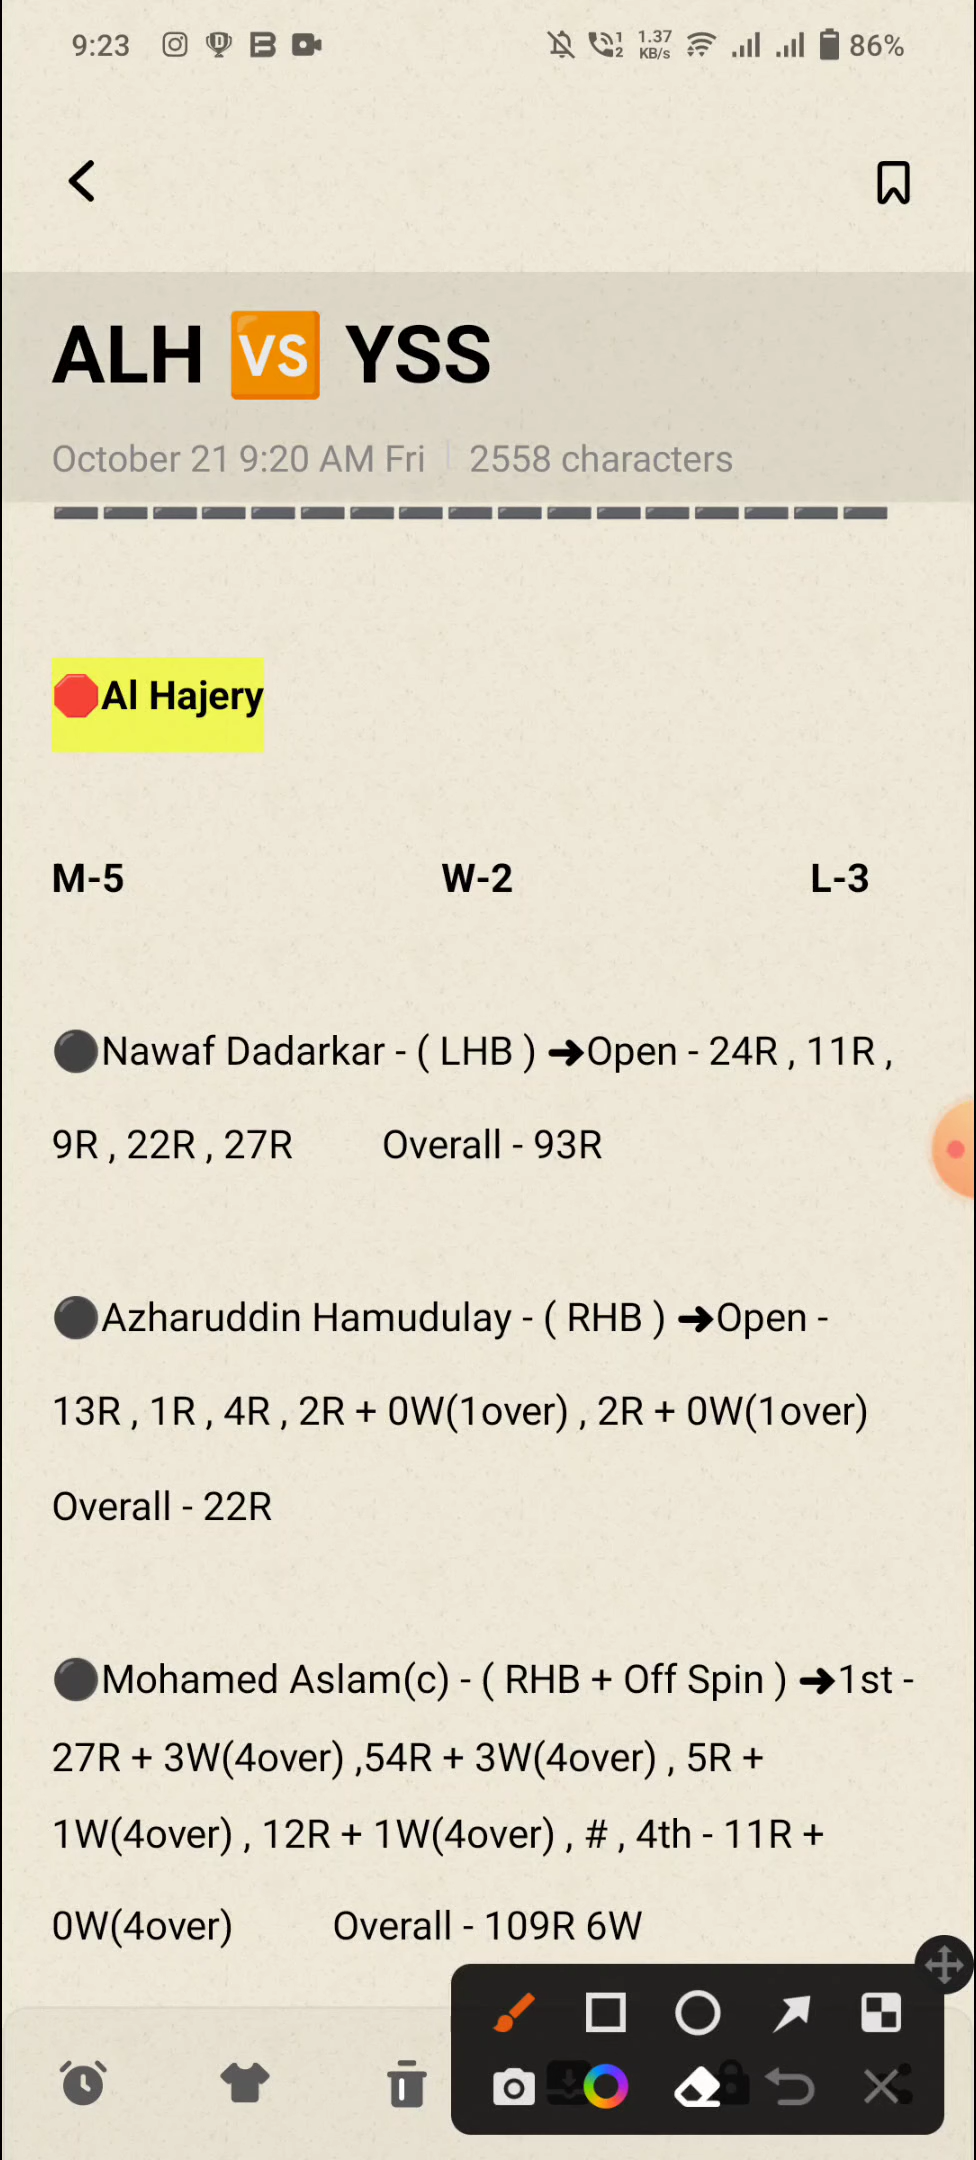 9:23 1.37 KB/s 86%
ALH VS YSS
October 21 9:20 AM Fri | 2558 characters
Al Hajery
M-5 W-2 L-3
Nawaf Dadarkar - ( LHB ) ➔Open - 24R , 11R ,
9R , 22R , 27R Overall - 93R
Azharuddin Hamudulay - ( RHB ) ➔Open -
13R , 1R , 4R , 2R + 0W(1over) , 2R + 0W(1over)
Overall - 22R
Mohamed Aslam(c) - ( RHB + Off Spin ) ➔1st -
27R + 3W(4over) ,54R + 3W(4over) , 5R +
1W(4over) , 12R + 1W(4over) , # , 4th - 11R +
0W(4over) Overall - 109R 6W